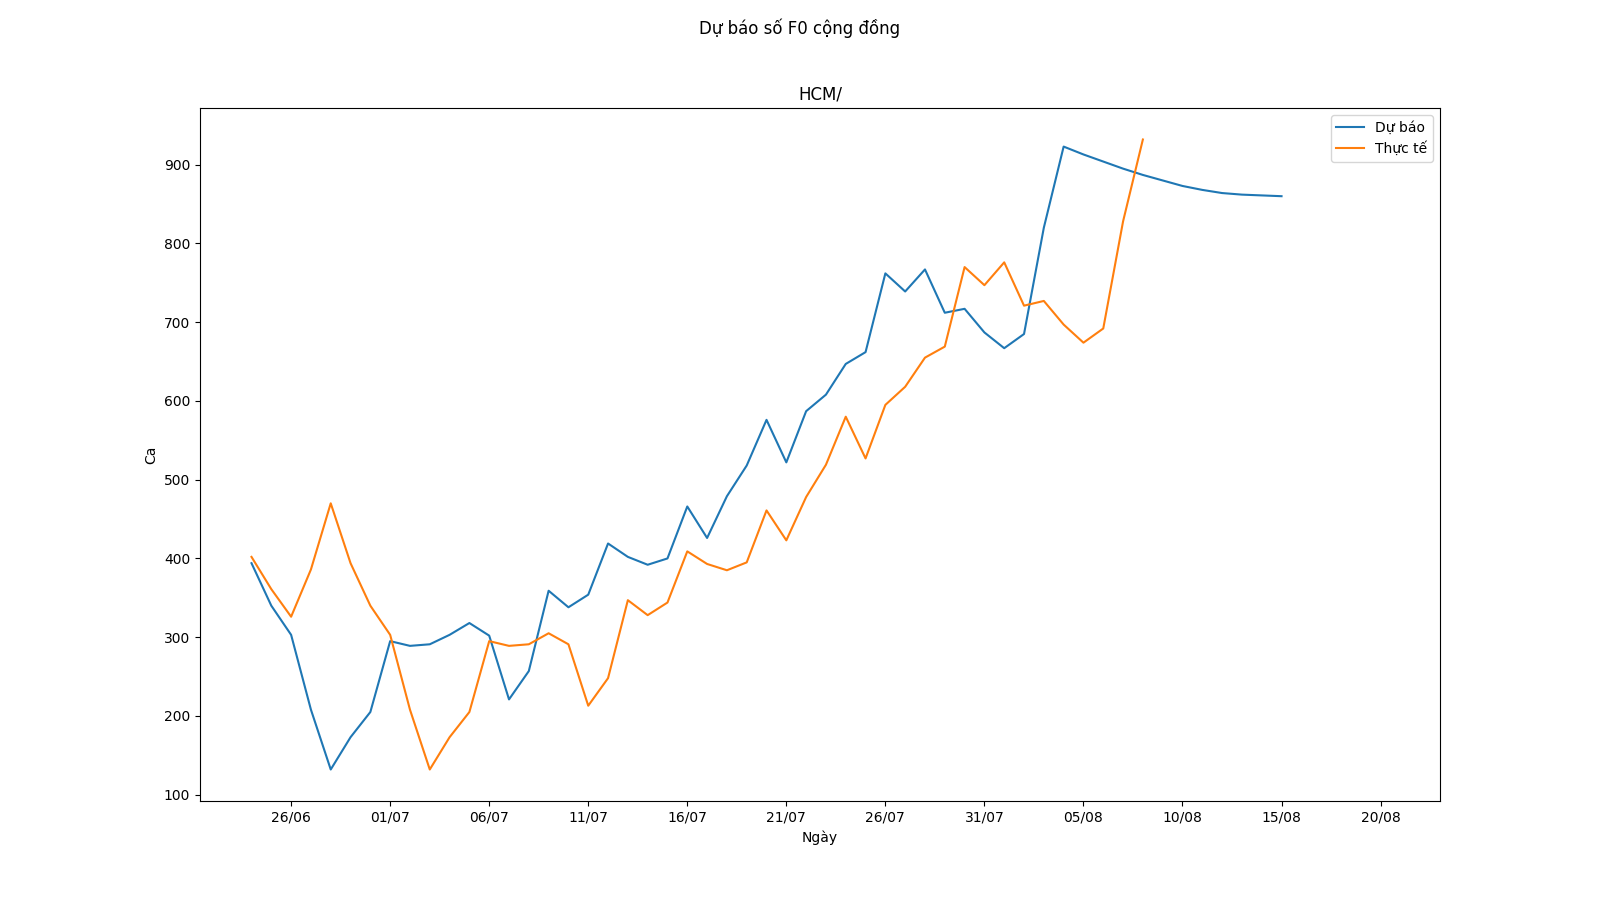 Dự báo số F0 cộng đồng
HCM/
Dự báo
Thực tế
900
800
700
600
500
400
300
200
100
Ca
26/06 01/07 06/07 11/07 16/07 21/07 26/07 31/07 05/08 10/08 15/08 20/08
Ngày